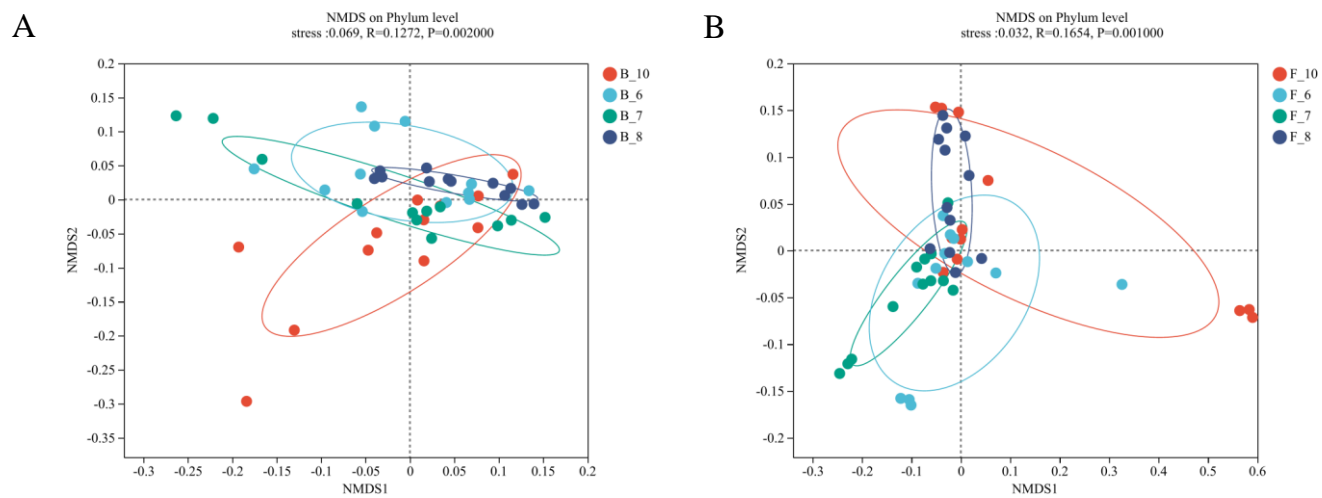 A
NMDS on Phylum level
stress :0.069, R=0.1272, P=0.002000
0.2
0.15
0.1
0.05
0
-0.05
-0.1
-0.15
-0.2
-0.25
-0.3
-0.35
NMDS2
-0.3 -0.25 -0.2 -0.15 -0.1 -0.05 0 0.05 0.1 0.15 0.2
NMDS1
B_10
B_6
B_7
B_8
B
NMDS on Phylum level
stress :0.032, R=0.1654, P=0.001000
0.2
0.15
0.1
0.05
0
-0.05
-0.1
-0.15
-0.2
NMDS2
-0.3 -0.2 -0.1 0 0.1 0.2 0.3 0.4 0.5 0.6
NMDS1
F_10
F_6
F_7
F_8